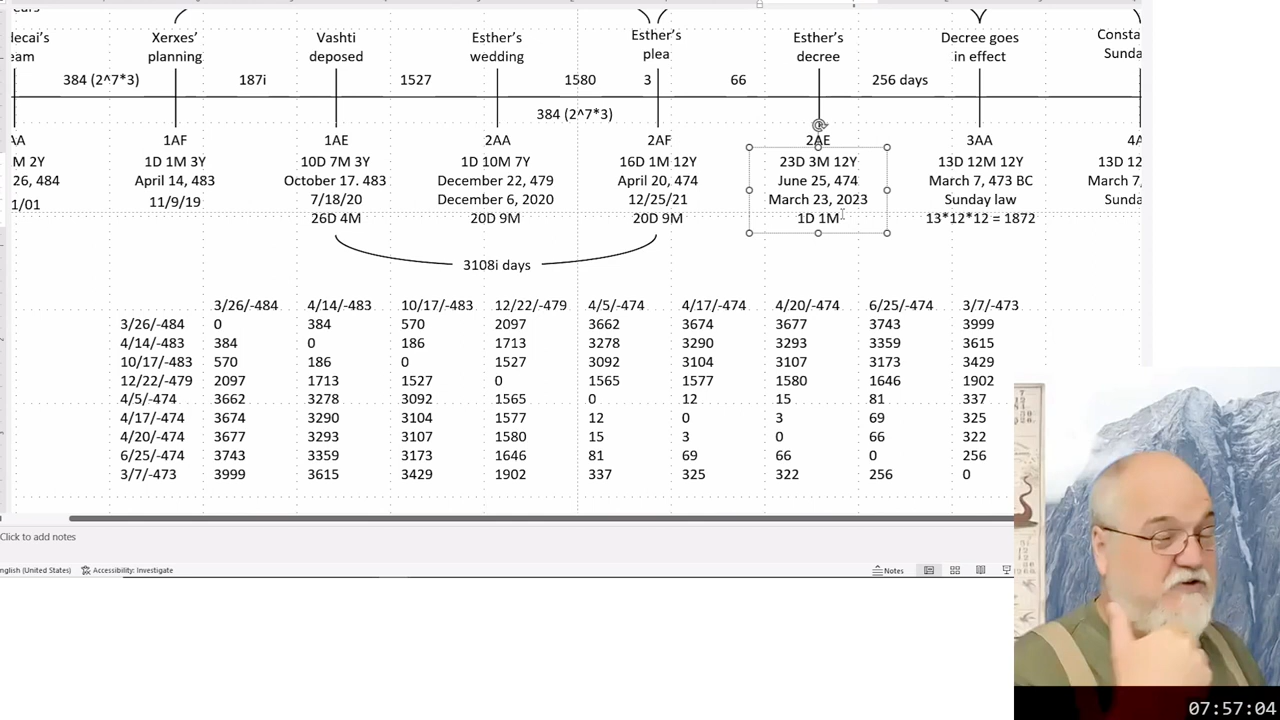 lecai's Xerxes' Vashti Esther's Esther's Esther's Decree goes Consta
eam planning deposed wedding plea decree in effect Sunda
384 (2^7*3) 187i 1527 1580 3 66 256 days
384 (2^7*3)
AA 1AF 1AE 2AA 2AF 2AE 3AA 4A
M 2Y 1D 1M 3Y 10D 7M 3Y 1D 10M 7Y 16D 1M 12Y 23D 3M 12Y 13D 12M 12Y 13D 12
26, 484 April 14, 483 October 17. 483 December 22, 479 April 20, 474 June 25, 474 March 7, 473 BC March 7,
1/01 11/9/19 7/18/20 December 6, 2020 12/25/21 March 23, 2023 Sunday law Sunda
26D 4M 20D 9M 20D 9M 1D 1M 13*12*12 = 1872
3108i days
3/26/-484 4/14/-483 10/17/-483 12/22/-479 4/5/-474 4/17/-474 4/20/-474 6/25/-474 3/7/-473
3/26/-484 0 384 570 2097 3662 3674 3677 3743 3999
4/14/-483 384 0 186 1713 3278 3290 3293 3359 3615
10/17/-483 570 186 0 1527 3092 3104 3107 3173 3429
12/22/-479 2097 1713 1527 0 1565 1577 1580 1646 1902
4/5/-474 3662 3278 3092 1565 0 12 15 81 337
4/17/-474 3674 3290 3104 1577 12 0 3 69 325
4/20/-474 3677 3293 3107 1580 15 3 0 66 322
6/25/-474 3743 3359 3173 1646 81 69 66 0 256
3/7/-473 3999 3615 3429 1902 337 325 322 256 0
Click to add notes
nglish (United States) Accessibility: Investigate Notes
07:57:04